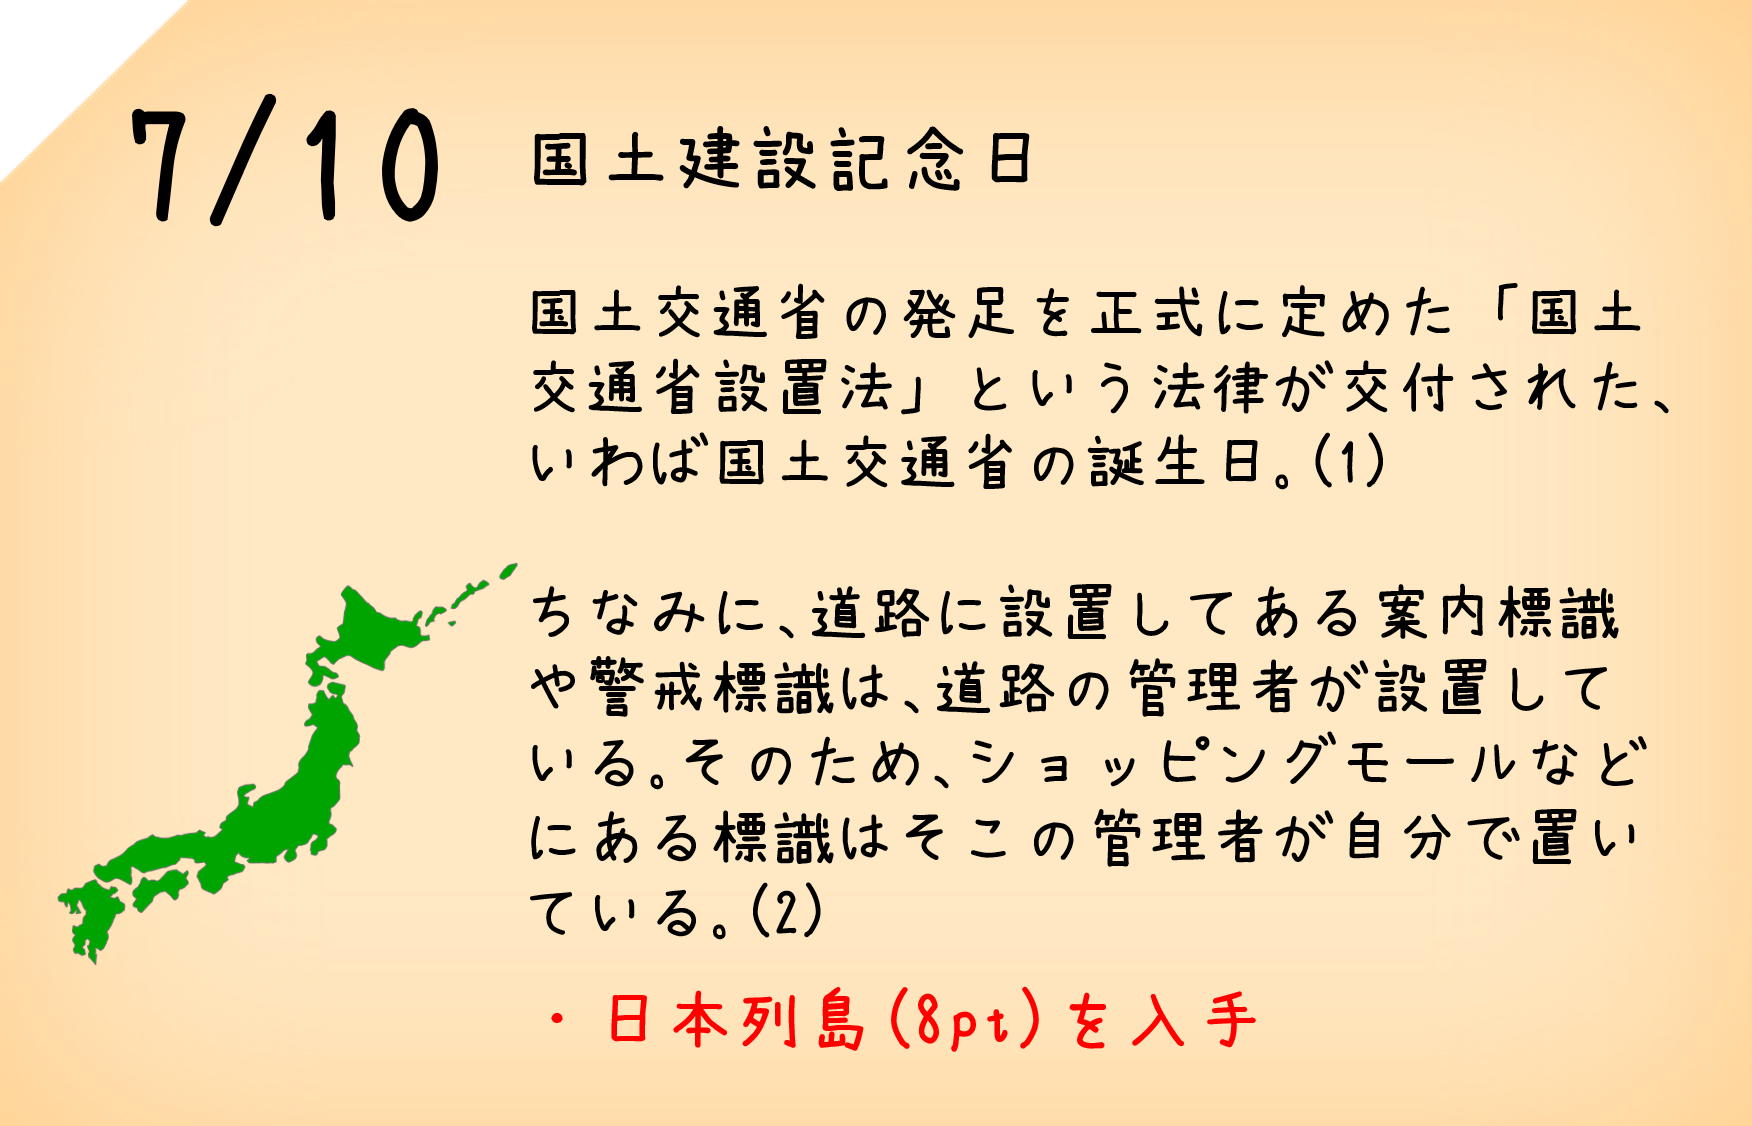 7/10 国土建設記念日
国土交通省の発足を正式に定めた「国土
交通省設置法」という法律が交付された、
いわば国土交通省の誕生日。(1)
ちなみに、道路に設置してある案内標識
や警戒標識は、道路の管理者が設置して
いる。そのため、ショッピングモールなど
にある標識はそこの管理者が自分で置い
ている。(2)
・日本列島(8pt)を入手